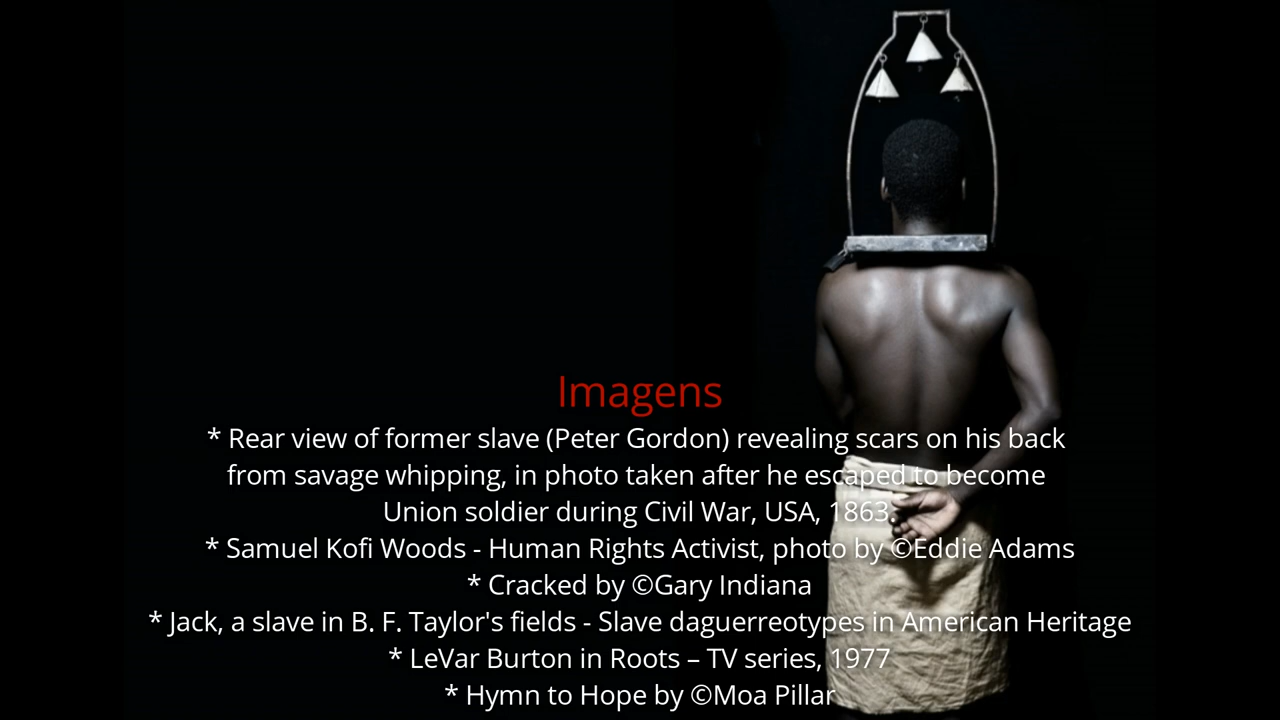 Imagens
* Rear view of former slave (Peter Gordon) revealing scars on his back
from savage whipping, in photo taken after he escaped to become
Union soldier during Civil War, USA, 1863.
* Samuel Kofi Woods - Human Rights Activist, photo by ©Eddie Adams
* Cracked by ©Gary Indiana
* Jack, a slave in B. F. Taylor's fields - Slave daguerreotypes in American Heritage
* LeVar Burton in Roots – TV series, 1977
* Hymn to Hope by ©Moa Pillar